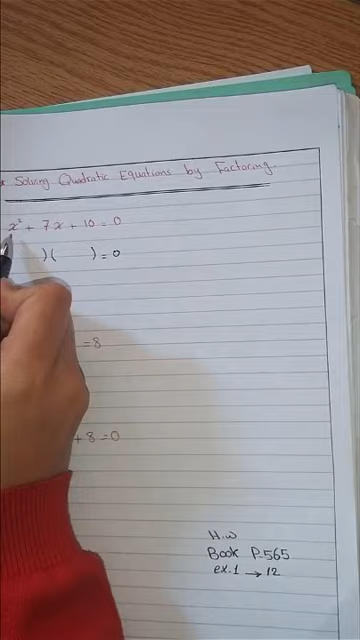 * Solving Quadratic Equations by Factoring.
x² + 7x + 10 = 0
)( ) = 0
= 8
+ 8 = 0
H.W
Book P.565
ex.1 → 12